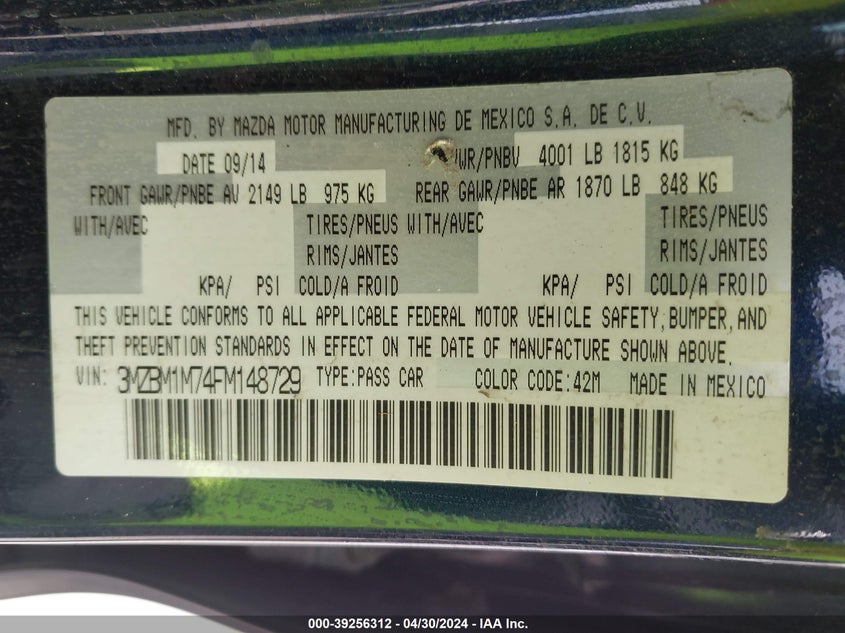 MFD. BY MAZDA MOTOR MANUFACTURING DE MEXICO S.A. DE C.V.
DATE 09/14 WR/PNBV 4001 LB 1815 KG
FRONT GAWR/PNBE AV 2149 LB 975 KG REAR GAWR/PNBE AR 1870 LB 848 KG
WITH/AVEC TIRES/PNEUS WITH/AVEC TIRES/PNEUS
RIMS/JANTES RIMS/JANTES
KPA/ PSI COLD/A FROID KPA/ PSI COLD/A FROID
THIS VEHICLE CONFORMS TO ALL APPLICABLE FEDERAL MOTOR VEHICLE SAFETY, BUMPER, AND
THEFT PREVENTION STANDARDS IN EFFECT ON THE DATE OF MANUFACTURE SHOWN ABOVE.
VIN: 3MZBM1M74FM148729 TYPE:PASS CAR COLOR CODE:42M MADE IN MEXICO
000-39256312 - 04/30/2024 - IAA Inc.